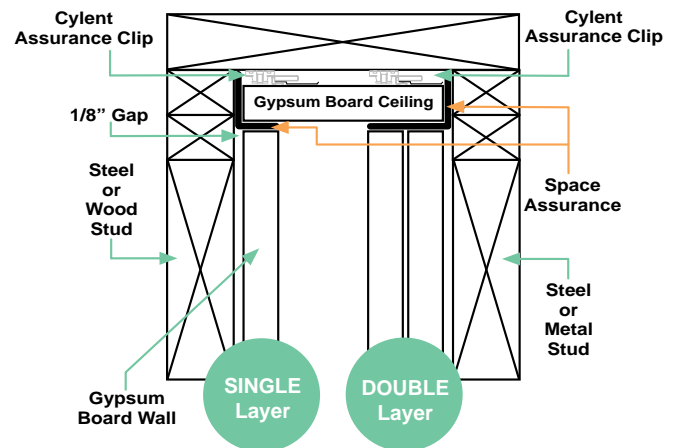 Cylent
Assurance Clip
Cylent
Assurance Clip
Gypsum Board Ceiling
1/8” Gap
Steel
or
Wood
Stud
Space
Assurance
Steel
or
Metal
Stud
Gypsum
Board Wall
SINGLE
Layer
DOUBLE
Layer